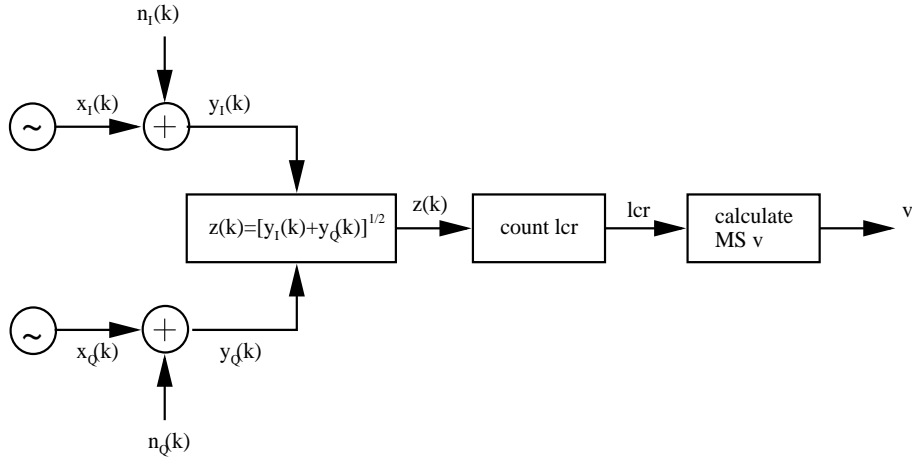 n_I(k)
x_I(k)
y_I(k)
~
+
z(k)=[y_I(k)+y_Q(k)]^{1/2}
z(k)
count lcr
lcr
calculate
MS v
v
~
+
x_Q(k)
y_Q(k)
n_Q(k)